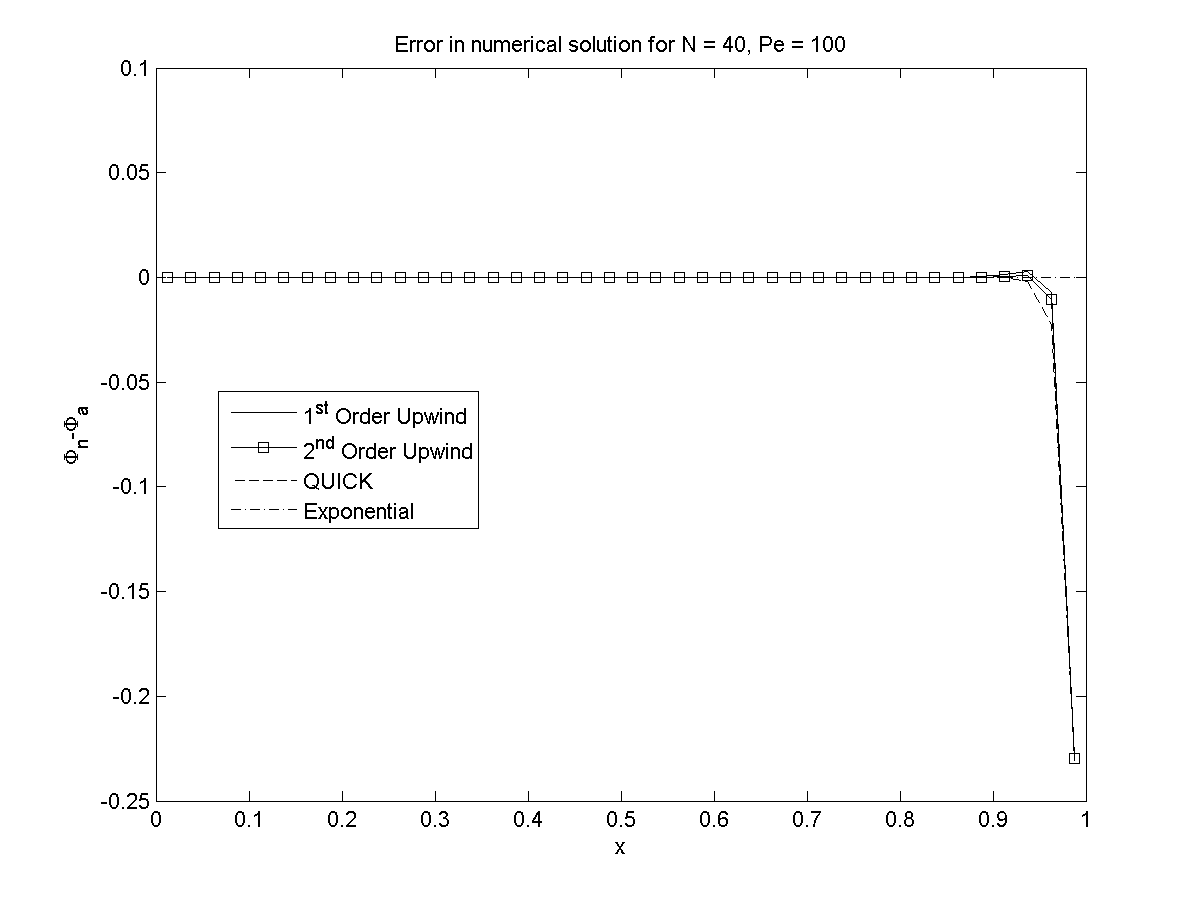 Error in numerical solution for N = 40, Pe = 100
0.1
0.05
0
-0.05
-0.1
-0.15
-0.2
-0.25
Φn-Φa
1st Order Upwind
2nd Order Upwind
QUICK
Exponential
0 0.1 0.2 0.3 0.4 0.5 0.6 0.7 0.8 0.9 1
x